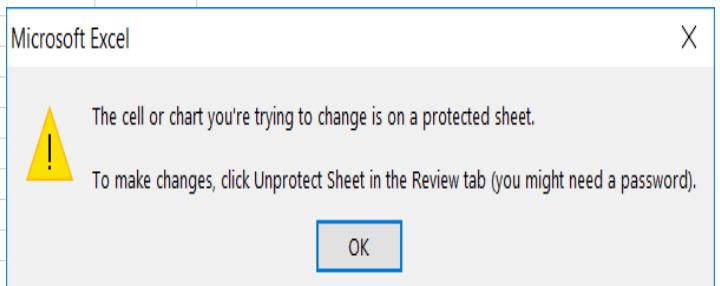 Microsoft Excel
The cell or chart you're trying to change is on a protected sheet.
To make changes, click Unprotect Sheet in the Review tab (you might need a password).
OK